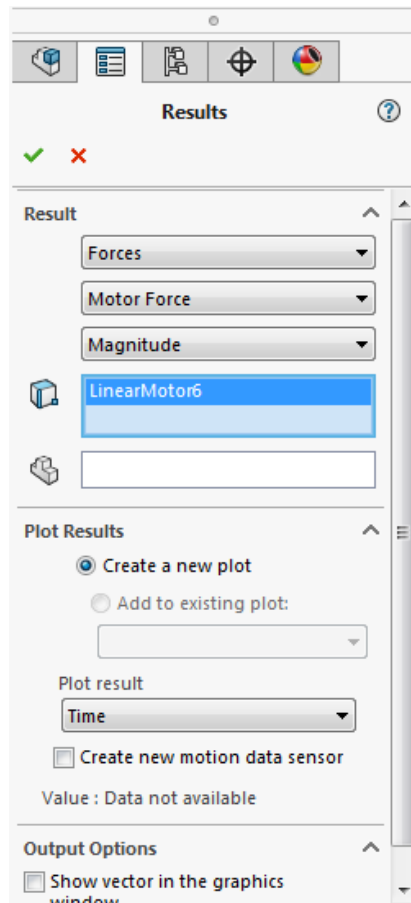 Results
Result
Forces
Motor Force
Magnitude
LinearMotor6
Plot Results
Create a new plot
Add to existing plot:
Plot result
Time
Create new motion data sensor
Value : Data not available
Output Options
Show vector in the graphics
window